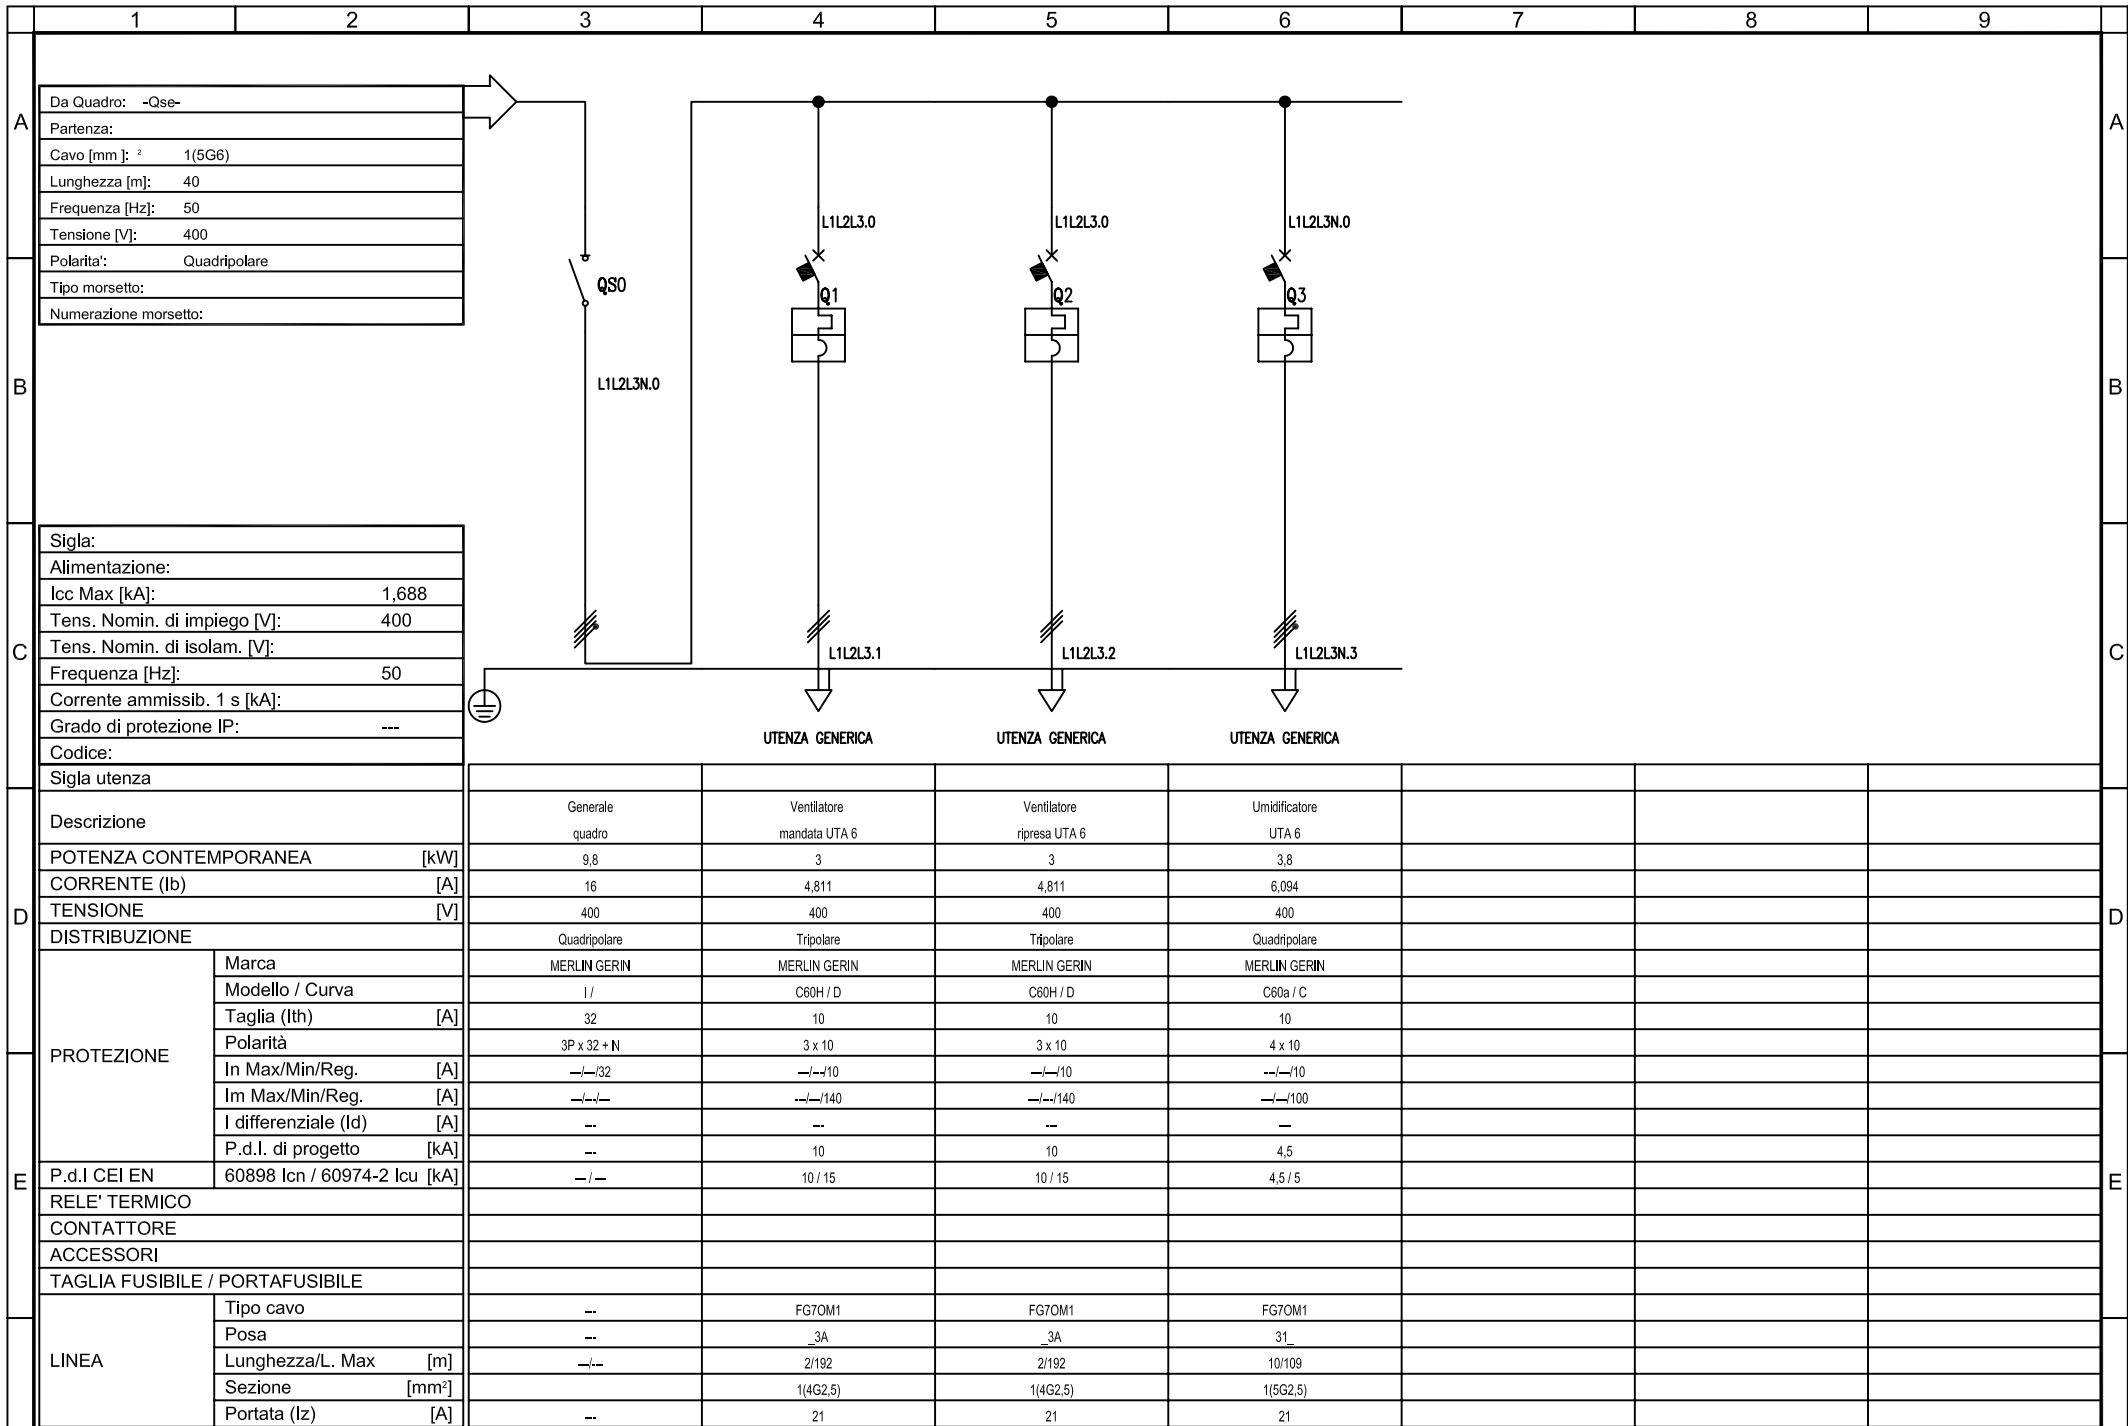 1 2 3 4 5 6 7 8 9
A A
Da Quadro: -Qse-
Partenza:
Cavo [mm ]: ² 1(5G6)
Lunghezza [m]: 40
Frequenza [Hz]: 50
Tensione [V]: 400
Polarita': Quadripolare
Tipo morsetto:
Numerazione morsetto:
L1L2L3.0 L1L2L3.0 L1L2L3N.0
QS0 Q1 Q2 Q3
L1L2L3N.0
B B
Sigla:
Alimentazione:
Icc Max [kA]: 1,688
Tens. Nomin. di impiego [V]: 400
Tens. Nomin. di isolam. [V]:
Frequenza [Hz]: 50
Corrente ammissib. 1 s [kA]:
Grado di protezione IP: ---
Codice:
C C
L1L2L3.1 L1L2L3.2 L1L2L3N.3
UTENZA GENERICA UTENZA GENERICA UTENZA GENERICA
Sigla utenza
Descrizione
Generale Ventilatore Ventilatore Umidificatore
quadro mandata UTA 6 ripresa UTA 6 UTA 6
POTENZA CONTEMPORANEA [kW] 9,8 3 3 3,8
CORRENTE (Ib) [A] 16 4,811 4,811 6,094
D TENSIONE [V] 400 400 400 400 D
DISTRIBUZIONE Quadripolare Tripolare Tripolare Quadripolare
PROTEZIONE
Marca MERLIN GERIN MERLIN GERIN MERLIN GERIN MERLIN GERIN
Modello / Curva I / C60H / D C60H / D C60a / C
Taglia (Ith) [A] 32 10 10 10
Polarità 3P x 32 + N 3 x 10 3 x 10 4 x 10
In Max/Min/Reg. [A] ---/---/32 ---/---/10 ---/---/10 ---/---/10
Im Max/Min/Reg. [A] ---/---/--- ---/---/140 ---/---/140 ---/---/100
I differenziale (Id) [A] --- --- --- ---
P.d.I. di progetto [kA] --- 10 10 4,5
E P.d.I CEI EN 60898 Icn / 60974-2 Icu [kA] --- / --- 10 / 15 10 / 15 4,5 / 5 E
RELE' TERMICO
CONTATTORE
ACCESSORI
TAGLIA FUSIBILE / PORTAFUSIBILE
LINEA
Tipo cavo --- FG7OM1 FG7OM1 FG7OM1
Posa --- _3A _3A 31_
Lunghezza/L. Max [m] ---/--- 2/192 2/192 10/109
Sezione [mm²] 1(4G2,5) 1(4G2,5) 1(5G2,5)
Portata (Iz) [A] --- 21 21 21